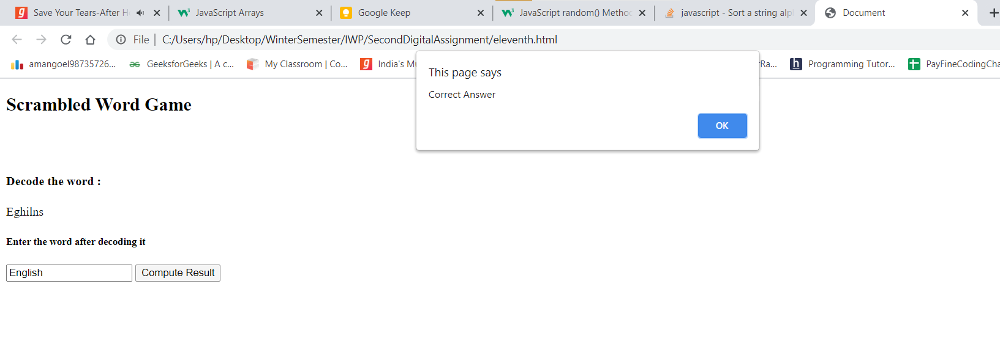 Save Your Tears-After H
JavaScript Arrays
Google Keep
JavaScript random() Metho
javascript - Sort a string alp
Document
File | C:/Users/hp/Desktop/WinterSemester/IWP/SecondDigitalAssignment/eleventh.html
amangoel98735726...
GeeksforGeeks | A c...
My Classroom | Co...
India's Mu
Ra...
Programming Tutor...
PayFineCodingCha
This page says
Correct Answer
OK
Scrambled Word Game
Decode the word :
Eghilns
Enter the word after decoding it
English Compute Result